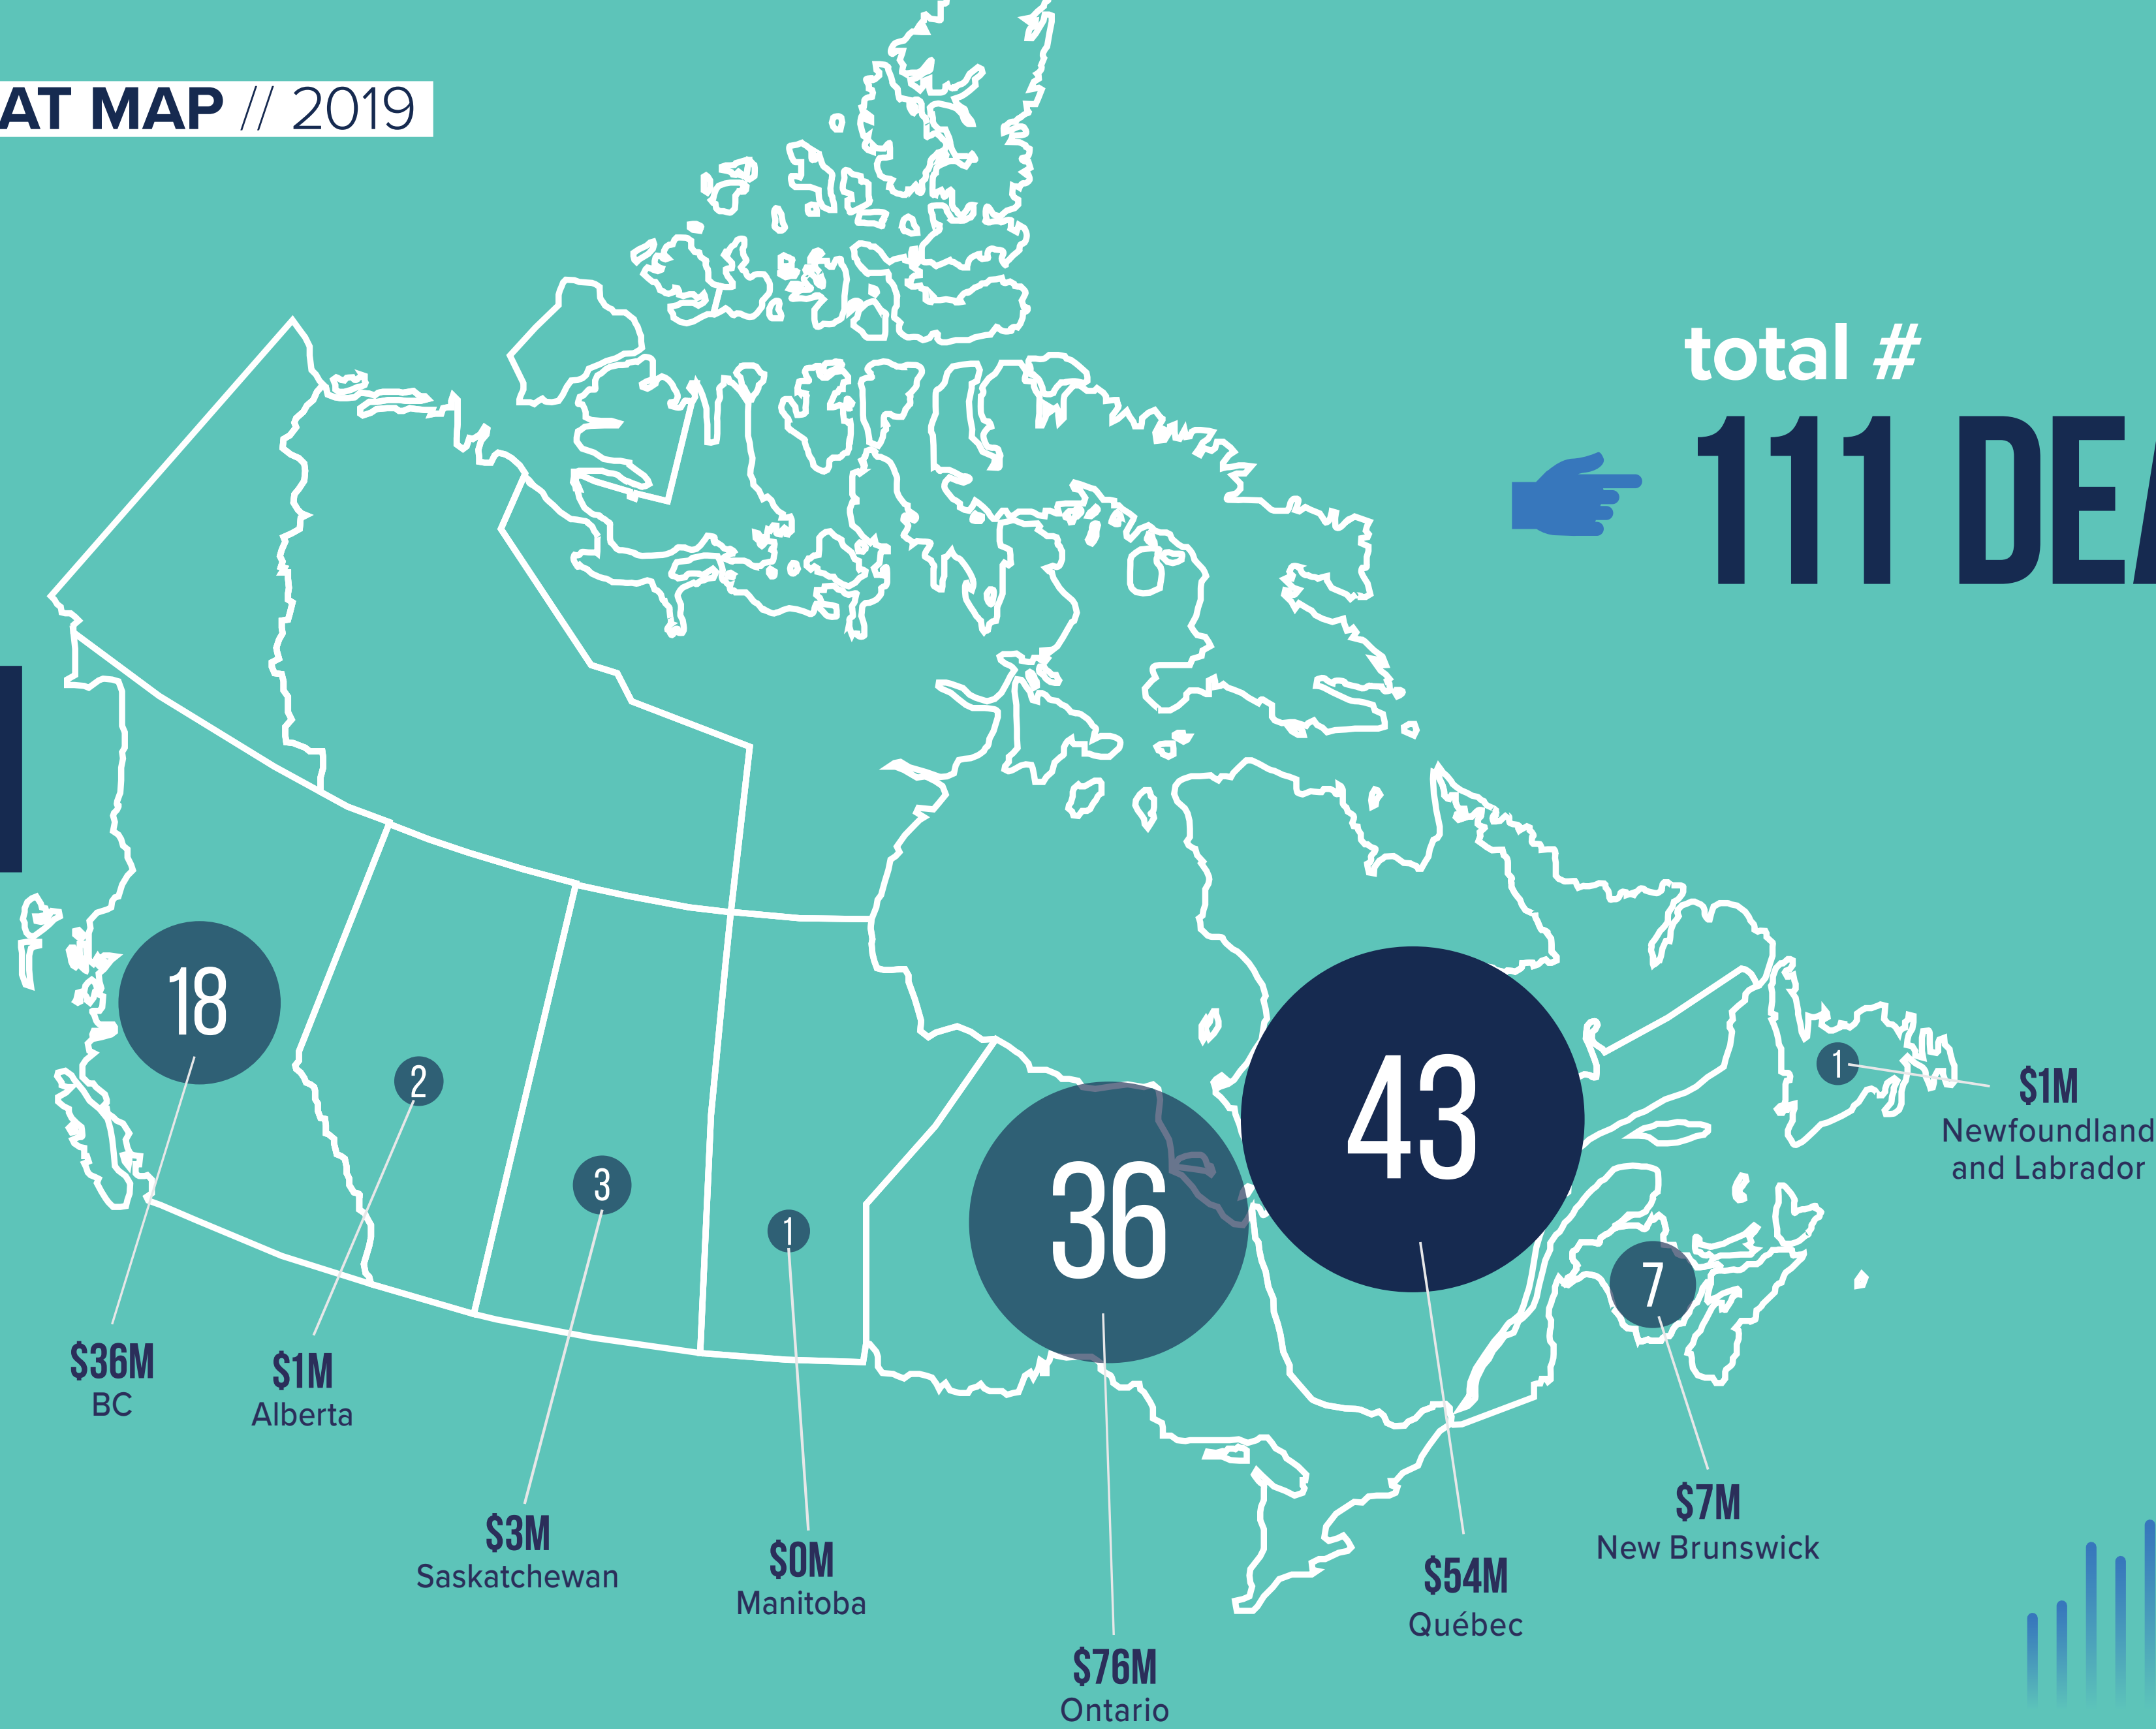 AT MAP // 2019
total #
111 DEA
18
2
3
1
36
43
7
1
$1M
Newfoundland
and Labrador
$36M
BC
$1M
Alberta
$3M
Saskatchewan
$0M
Manitoba
$76M
Ontario
$54M
Québec
$7M
New Brunswick